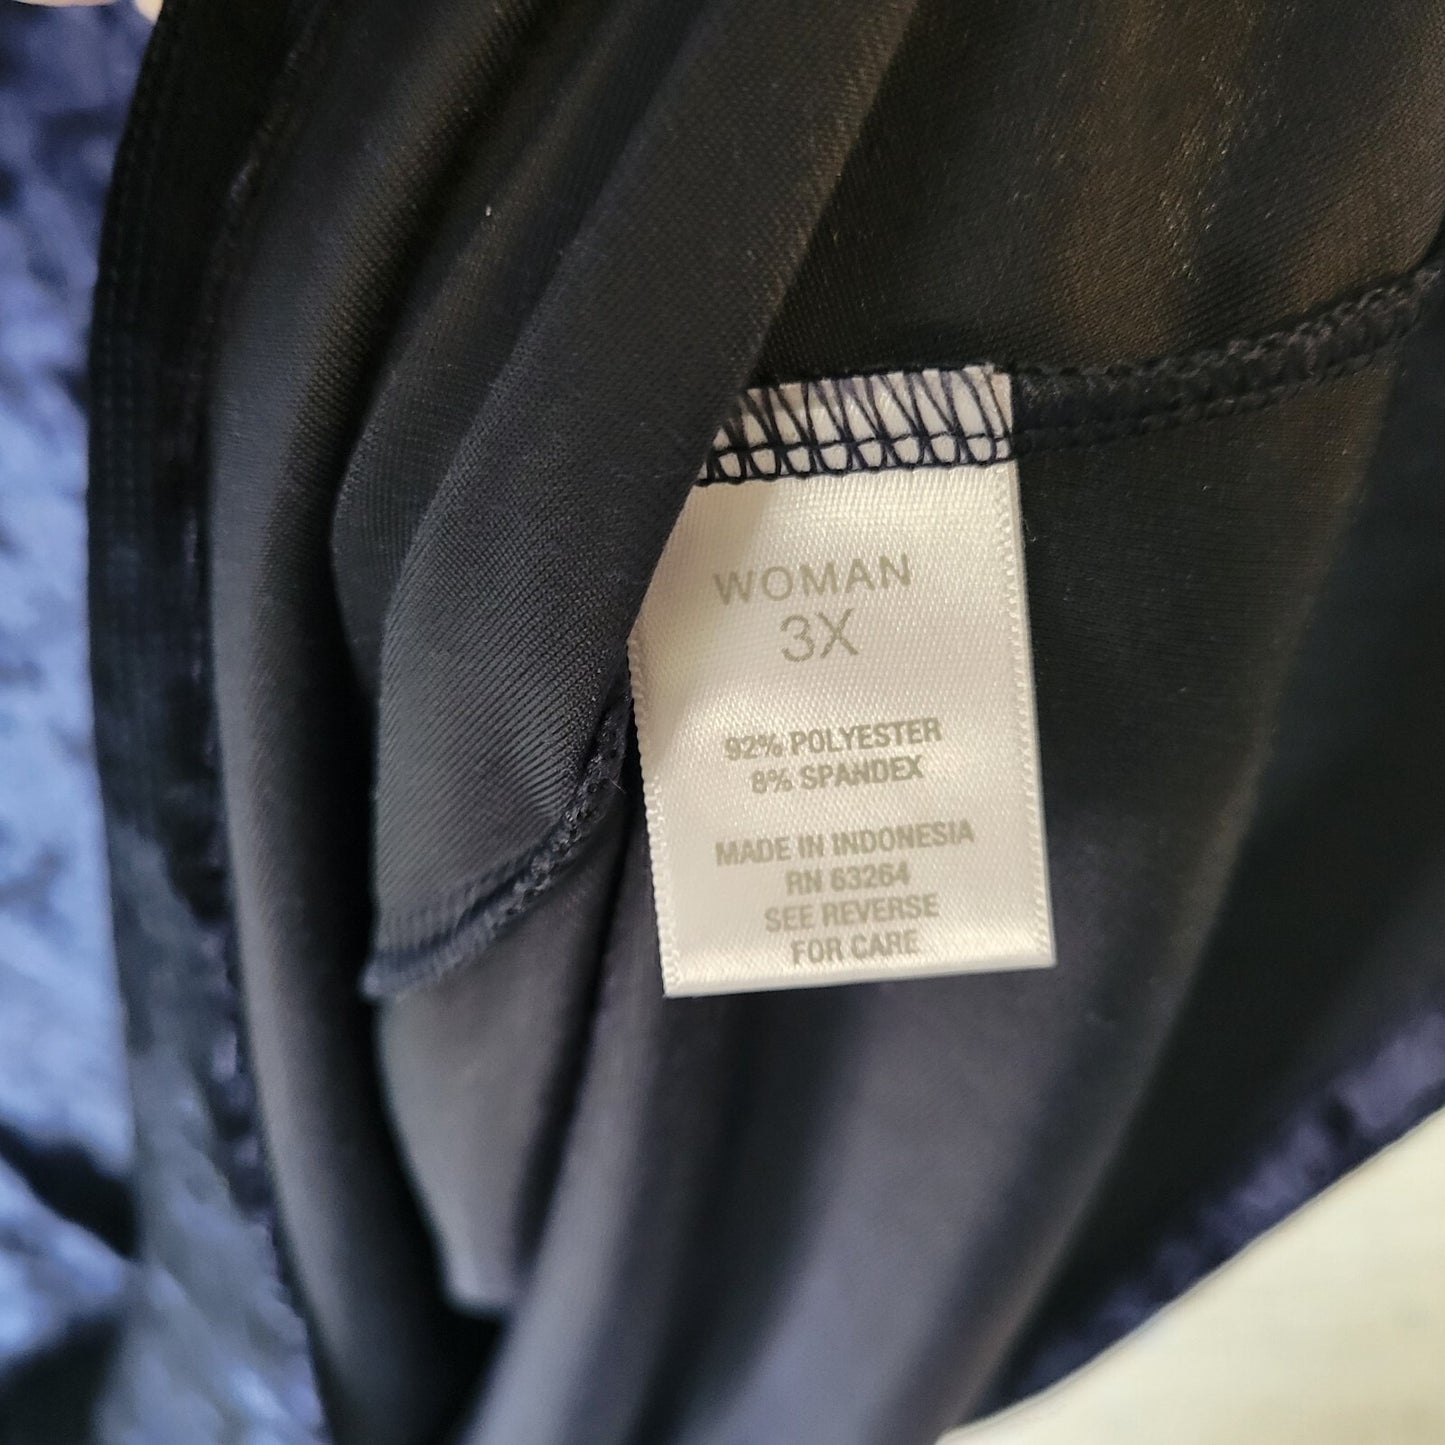 WOMAN
3X
92% POLYESTER
8% SPANDEX
MADE IN INDONESIA
RN 63264
SEE REVERSE
FOR CARE